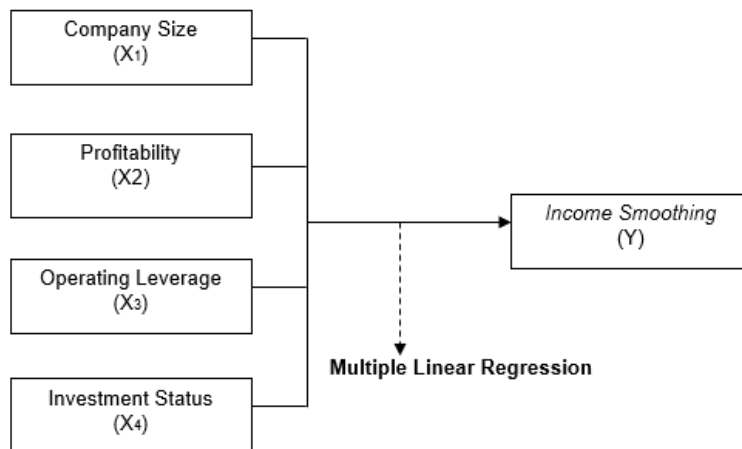 Company Size
(X1)
Profitability
(X2)
Operating Leverage
(X3)
Investment Status
(X4)
Income Smoothing
(Y)
Multiple Linear Regression